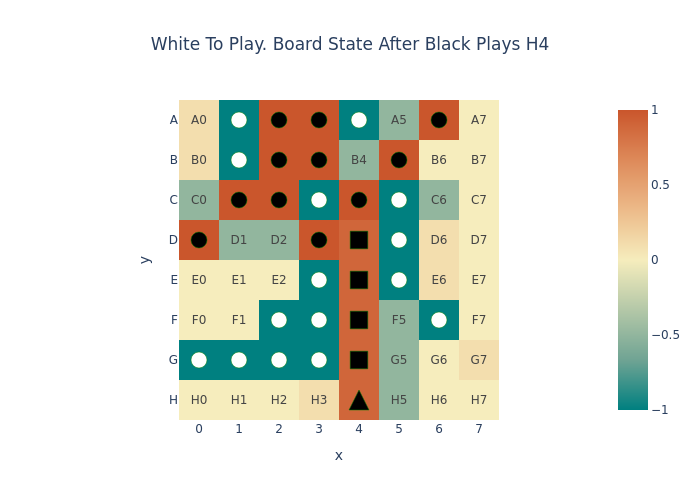 White To Play. Board State After Black Plays H4
A A0 A5 A7 1
B B0 B4 B6 B7 0.5
C C0 C6 C7
D D1 D2 D6 D7 0
y
E E0 E1 E2 E6 E7
F F0 F1 F5 F7 −0.5
G G5 G6 G7
H H0 H1 H2 H3 H5 H6 H7 −1
0 1 2 3 4 5 6 7
x